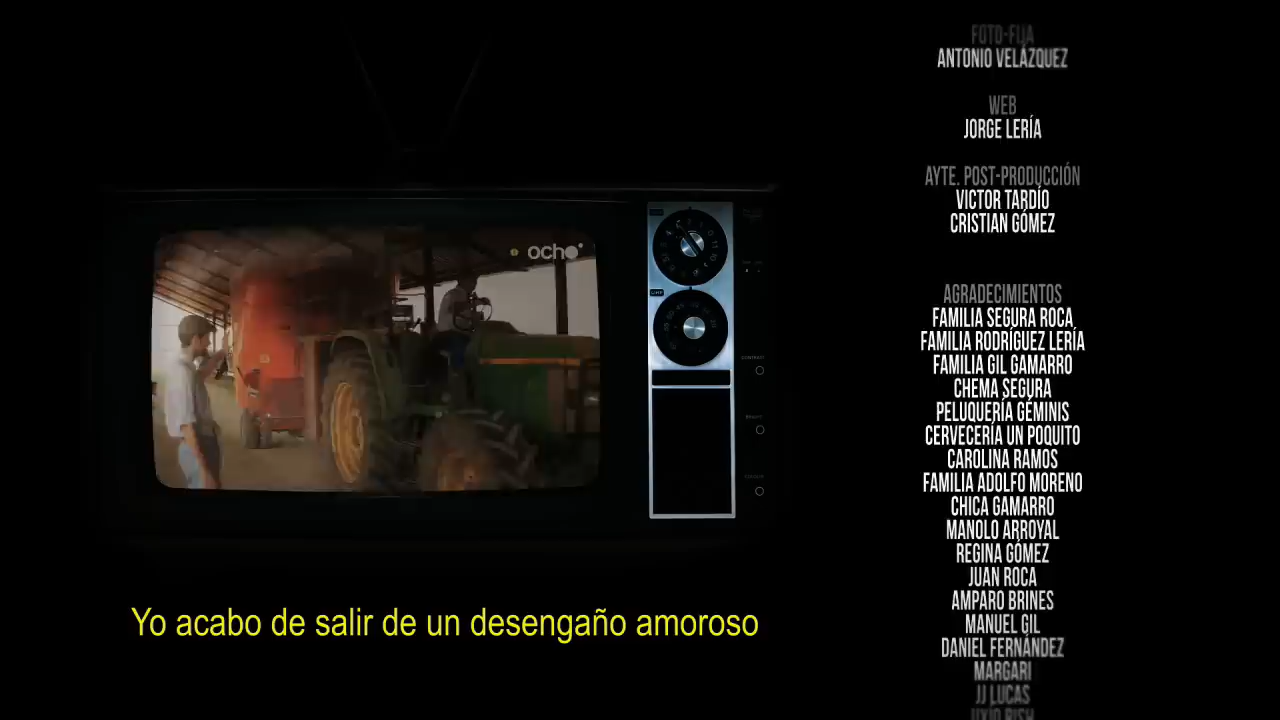 ocho
Yo acabo de salir de un desengaño amoroso
FOTO-FIJA
ANTONIO VELÁZQUEZ
WEB
JORGE LERÍA
AYTE. POST-PRODUCCIÓN
VICTOR TARDÍO
CRISTIAN GÓMEZ
AGRADECIMIENTOS
FAMILIA SEGURA ROCA
FAMILIA RODRÍGUEZ LERÍA
FAMILIA GIL GAMARRO
CHEMA SEGURA
PELUQUERÍA GÉMINIS
CERVECERÍA UN POQUITO
CAROLINA RAMOS
FAMILIA ADOLFO MORENO
CHICA GAMARRO
MANOLO ARROYAL
REGINA GÓMEZ
JUAN ROCA
AMPARO BRINES
MANUEL GIL
DANIEL FERNÁNDEZ
MARGARI
JJ LUCAS